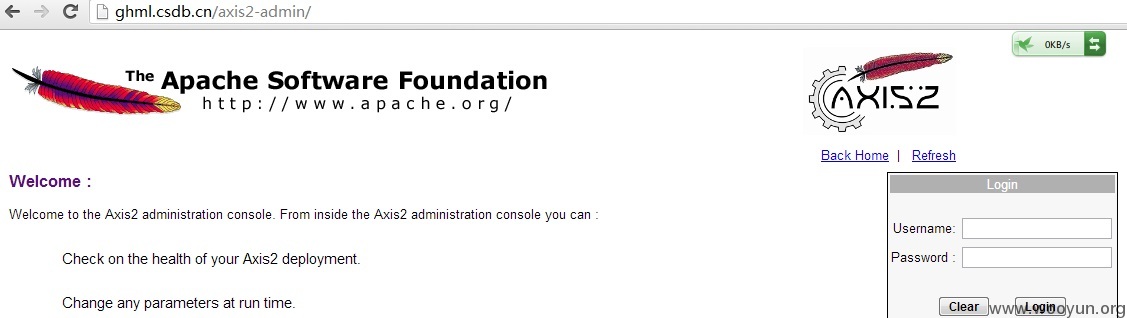 ghml.csdb.cn/axis2-admin/
0KB/s
The Apache Software Foundation
http://www.apache.org/
AXIS2
Back Home | Refresh
Welcome :
Login
Welcome to the Axis2 administration console. From inside the Axis2 administration console you can :
Username:
Check on the health of your Axis2 deployment.
Password :
Change any parameters at run time.
Clear
Login
www.wooyun.org